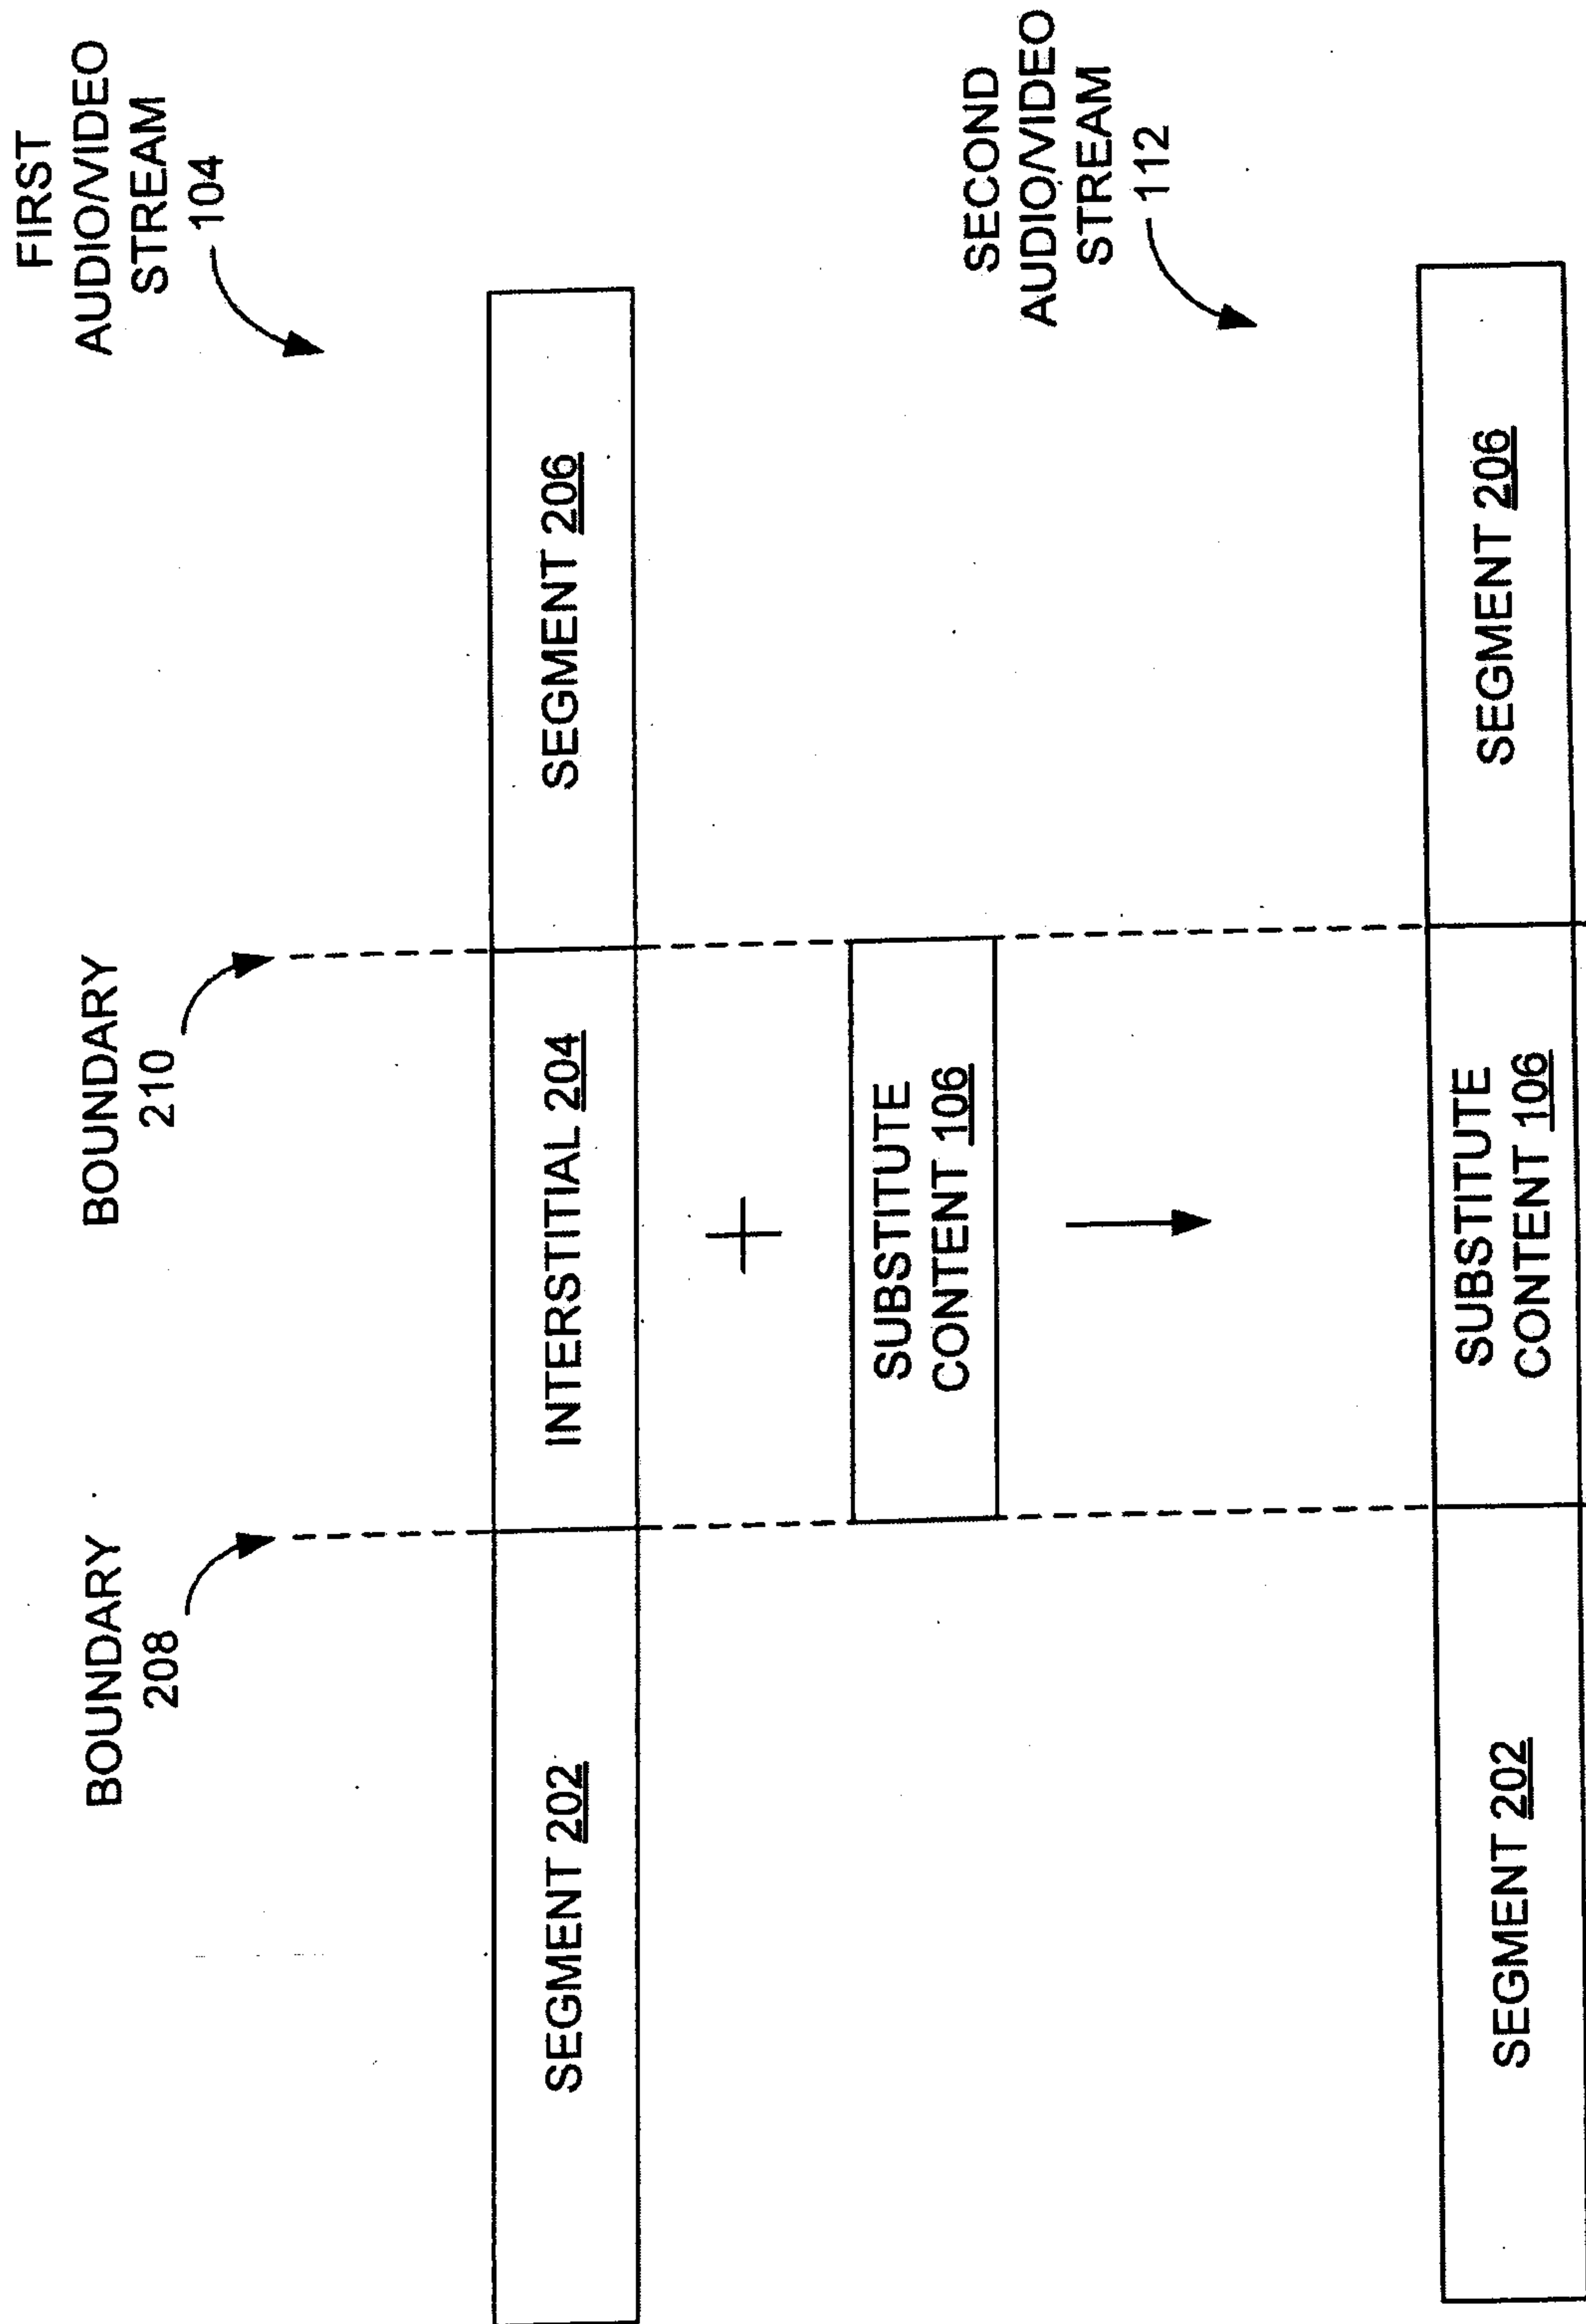 FIRST
AUDIO/VIDEO
STREAM
104
BOUNDARY
208
BOUNDARY
210
SEGMENT 202
INTERSTITIAL 204
SEGMENT 206
+
SUBSTITUTE
CONTENT 106
SECOND
AUDIO/VIDEO
STREAM
112
SEGMENT 202
SUBSTITUTE
CONTENT 106
SEGMENT 206